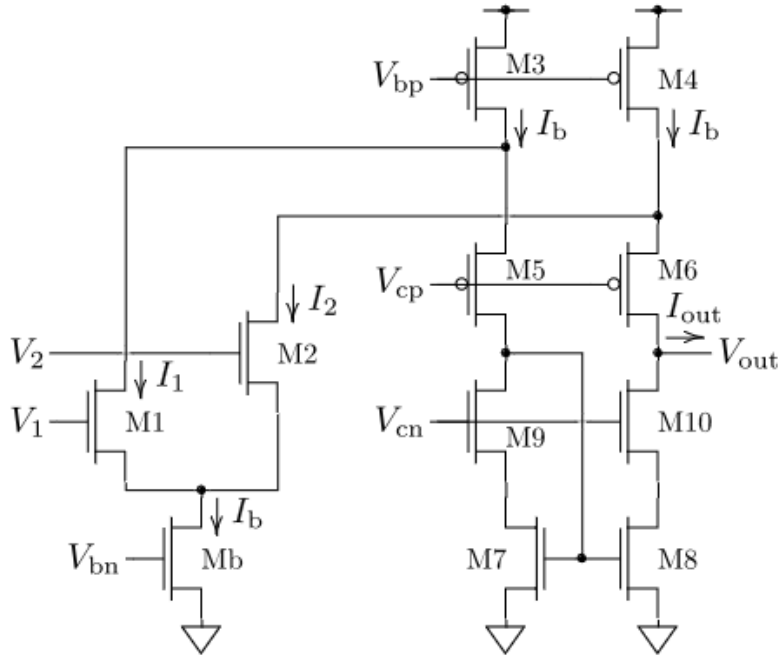 V_bp M3 M4
I_b I_b
V_cp M5 M6
I_2 I_out
V_2 M2 V_out
I_1
V_1 M1 V_cn M9 M10
I_b
V_bn Mb M7 M8